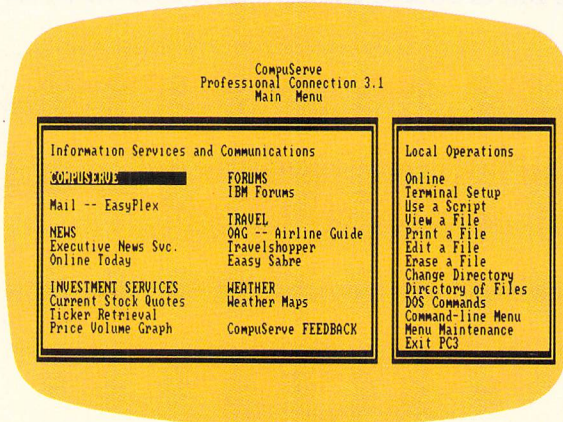 CompuServe
Professional Connection 3.1
Main Menu
Information Services and Communications
COMPUSERVE
Mail -- EasyPlex
NEWS
Executive News Svc.
Online Today
INVESTMENT SERVICES
Current Stock Quotes
Ticker Retrieval
Price Volume Graph
FORUMS
IBM Forums
TRAVEL
OAG -- Airline Guide
Travelshopper
Eaasy Sabre
WEATHER
Weather Maps
CompuServe FEEDBACK
Local Operations
Online
Terminal Setup
Use a Script
View a File
Print a File
Edit a File
Erase a File
Change Directory
Directory of Files
DOS Commands
Command-line Menu
Menu Maintenance
Exit PC3